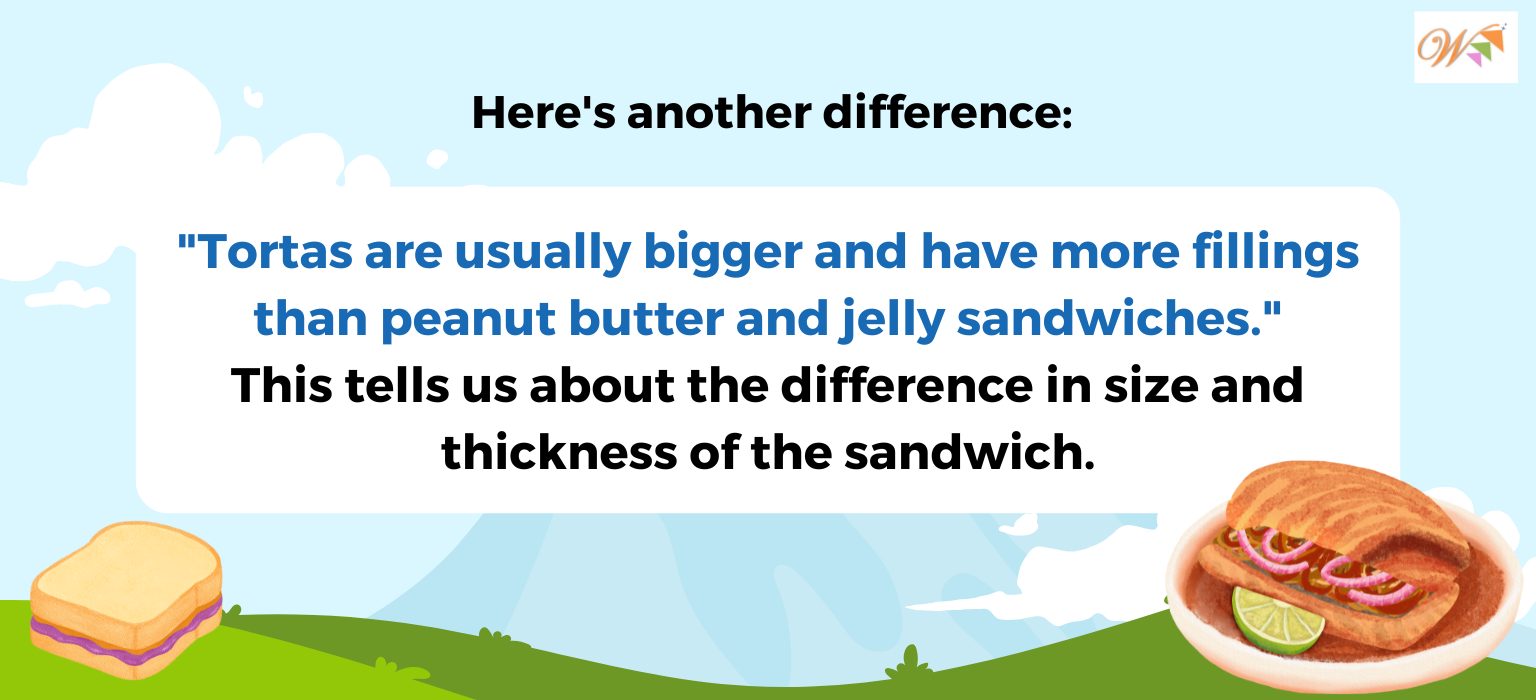 W
Here's another difference:
"Tortas are usually bigger and have more fillings
than peanut butter and jelly sandwiches."
This tells us about the difference in size and
thickness of the sandwich.